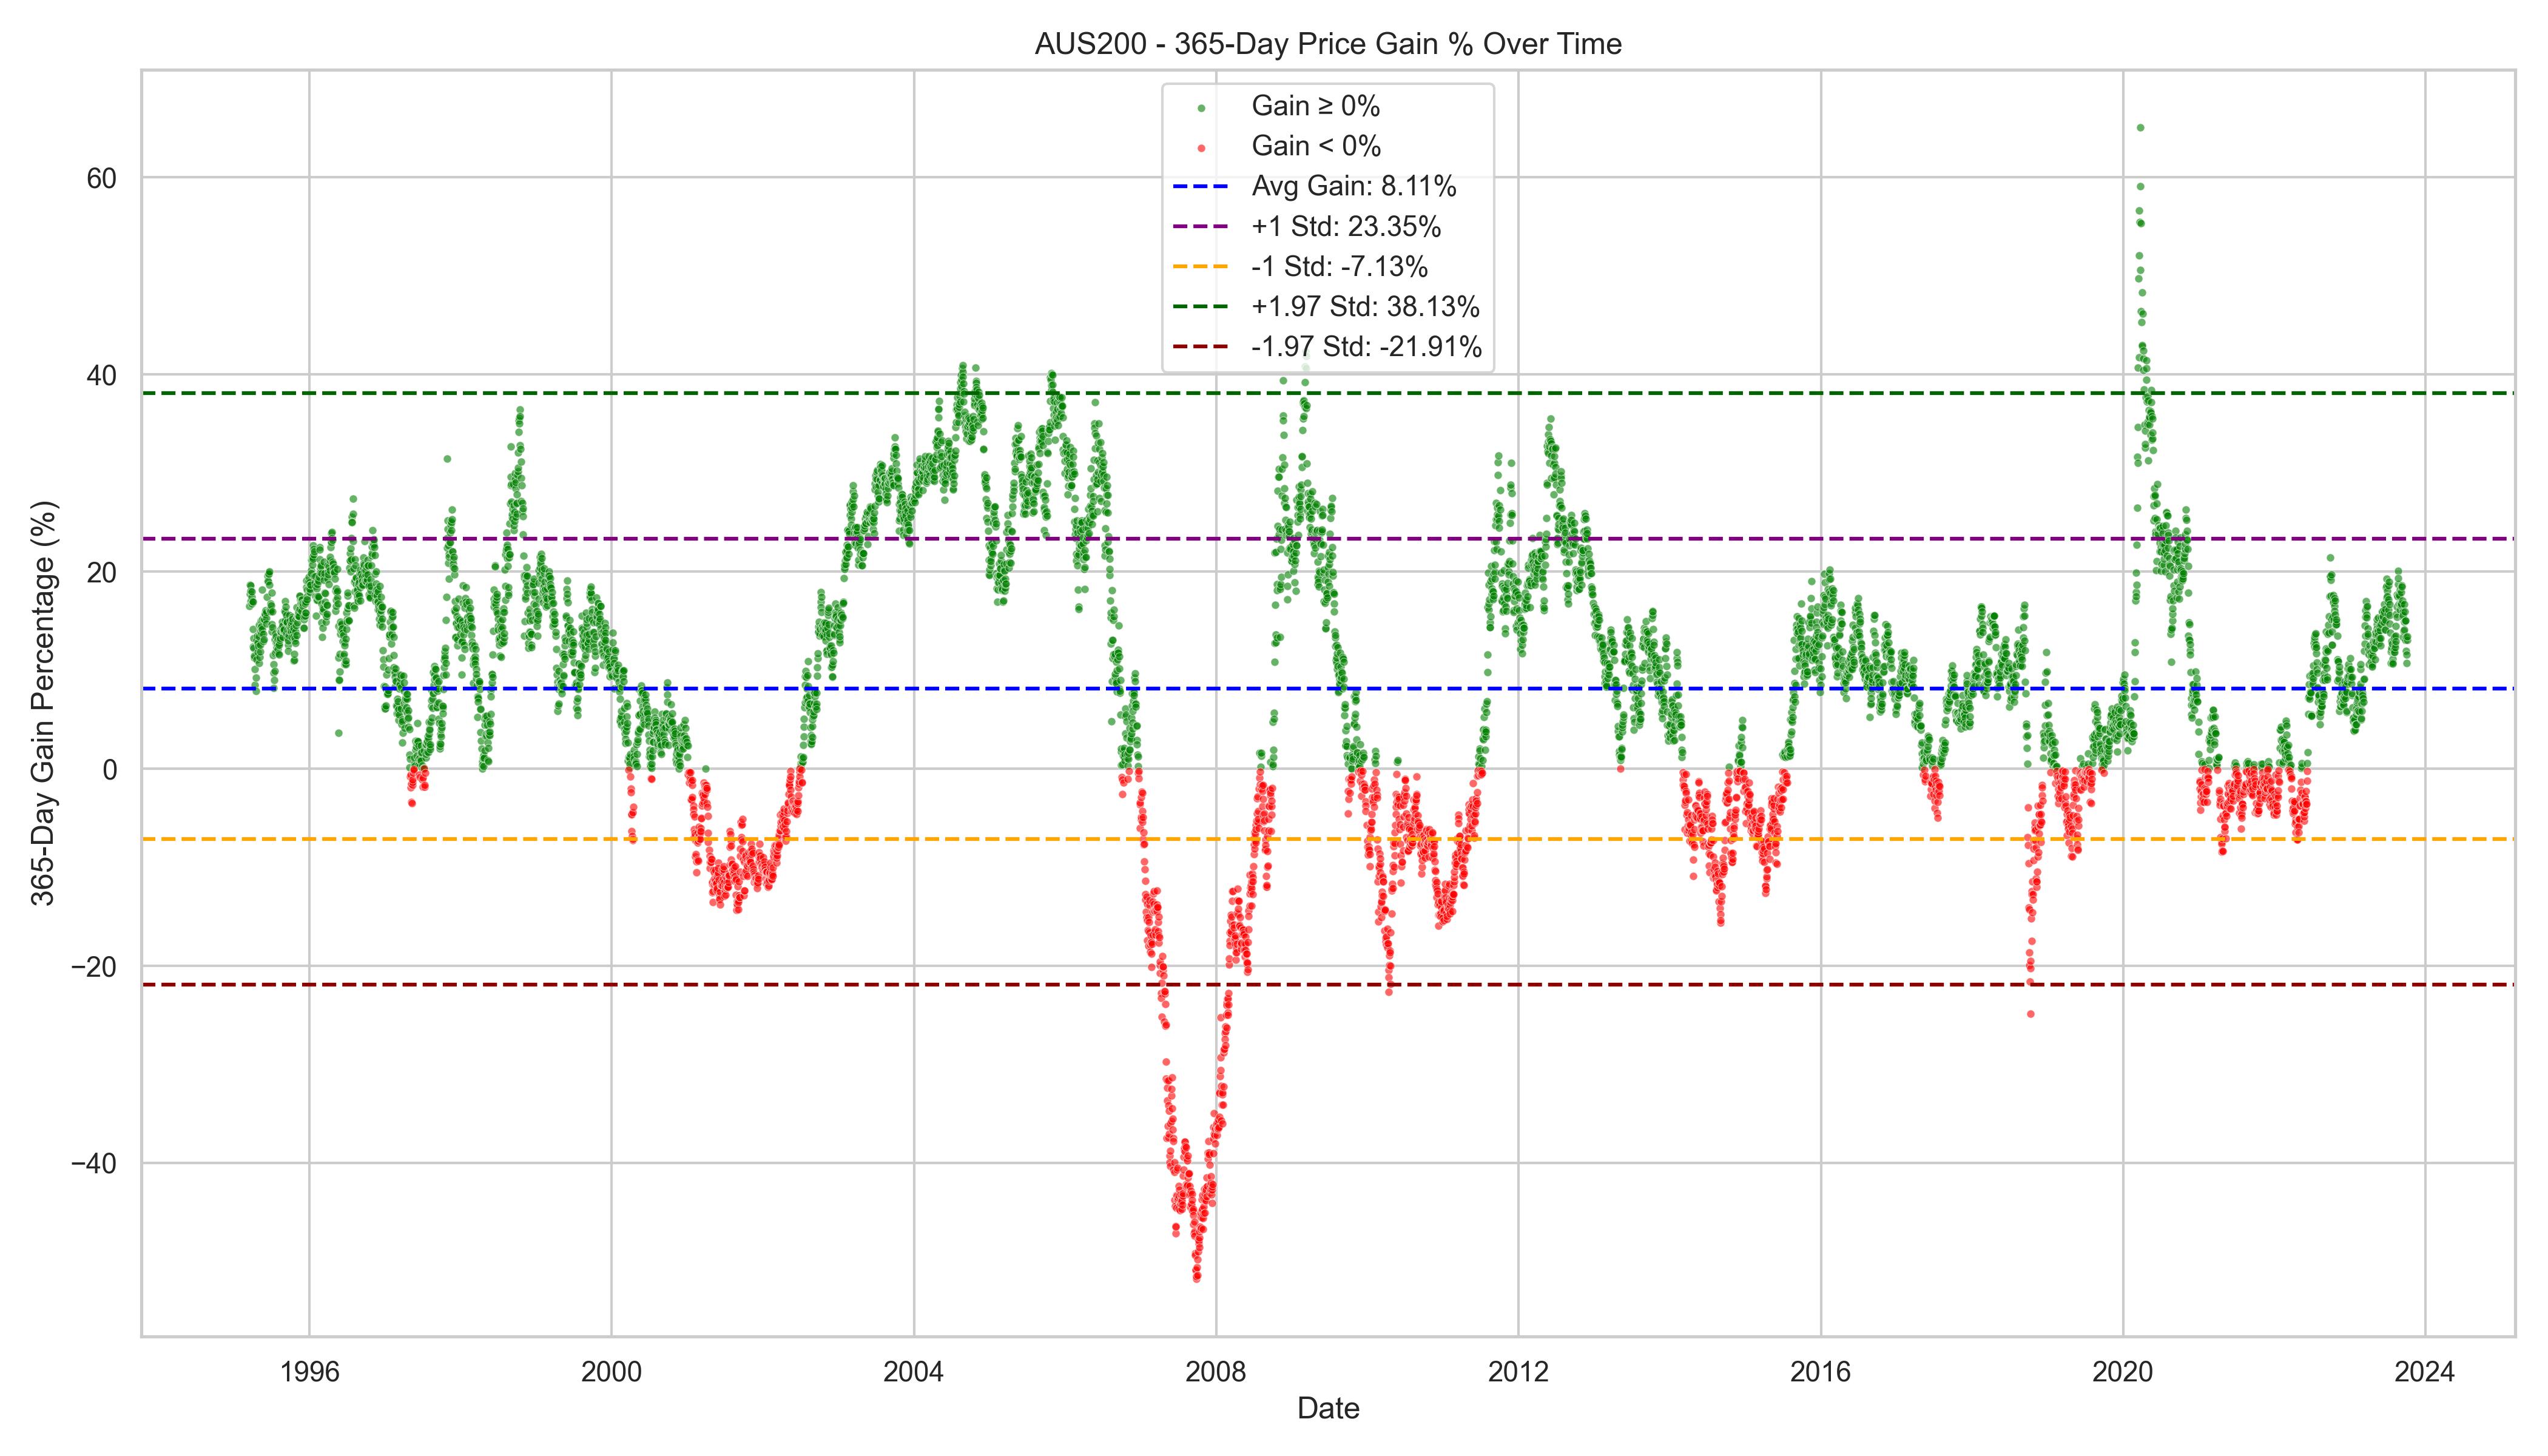 AUS200 - 365-Day Price Gain % Over Time
Gain ≥ 0%
Gain < 0%
Avg Gain: 8.11%
+1 Std: 23.35%
-1 Std: -7.13%
+1.97 Std: 38.13%
-1.97 Std: -21.91%
365-Day Gain Percentage (%)
60
40
20
0
−20
−40
1996 2000 2004 2008 2012 2016 2020 2024
Date